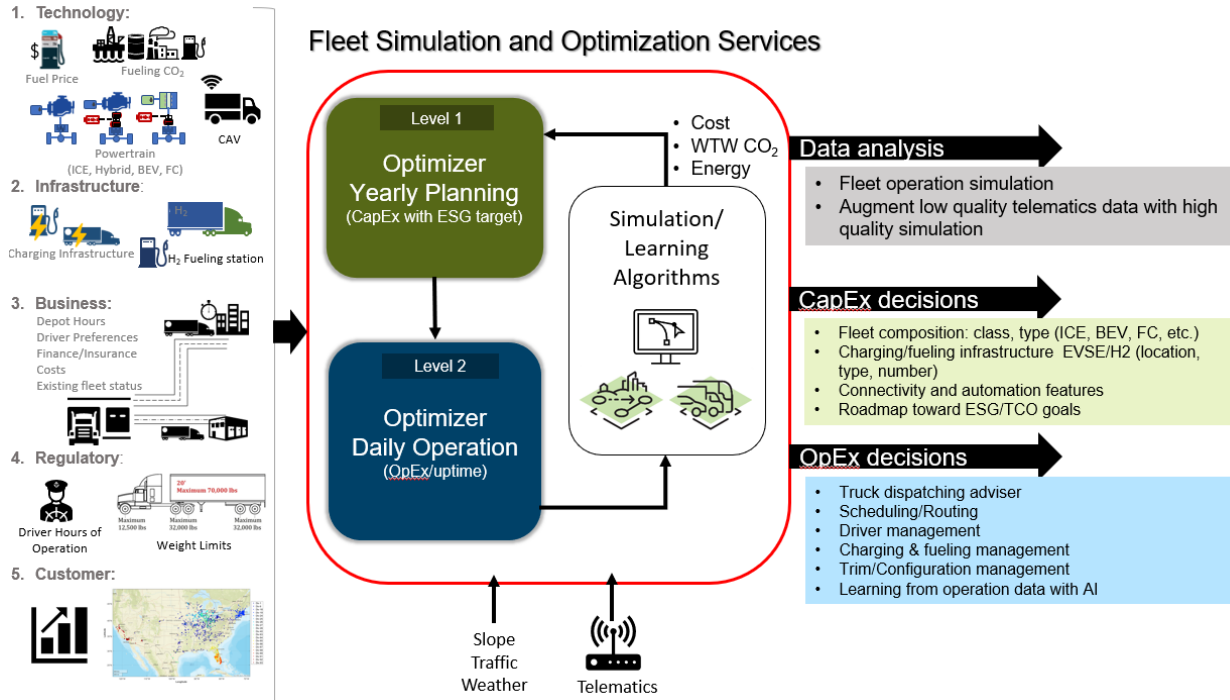 1. Technology:
$
Fuel Price
Fueling CO2
Powertrain
(ICE, Hybrid, BEV, FC)
CAV
2. Infrastructure:
Charging Infrastructure
H2
H2 Fueling station
3. Business:
Depot Hours
Driver Preferences
Finance/Insurance
Costs
Existing fleet status
4. Regulatory:
Driver Hours of
Operation
20'
Maximum 70,000 lbs
Maximum
12,500 lbs
Maximum
32,000 lbs
Maximum
32,000 lbs
Weight Limits
5. Customer:
Fleet Simulation and Optimization Services
Level 1
Optimizer
Yearly Planning
(CapEx with ESG target)
Level 2
Optimizer
Daily Operation
(OpEx/uptime)
• Cost
• WTW CO2
• Energy
Simulation/
Learning
Algorithms
Slope
Traffic
Weather
Telematics
Data analysis
• Fleet operation simulation
• Augment low quality telematics data with high
quality simulation
CapEx decisions
• Fleet composition: class, type (ICE, BEV, FC, etc.)
• Charging/fueling infrastructure EVSE/H2 (location,
type, number)
• Connectivity and automation features
• Roadmap toward ESG/TCO goals
OpEx decisions
• Truck dispatching adviser
• Scheduling/Routing
• Driver management
• Charging & fueling management
• Trim/Configuration management
• Learning from operation data with AI